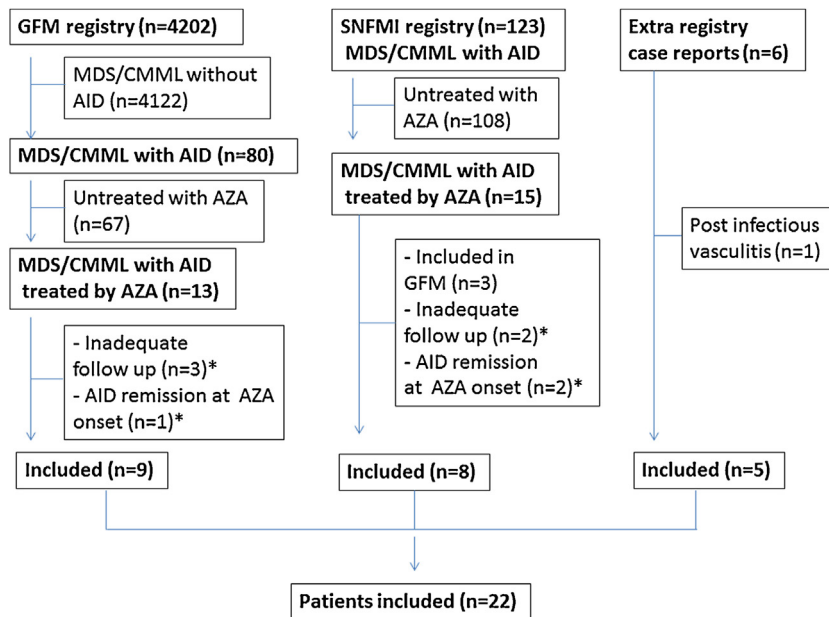 GFM registry (n=4202)
MDS/CMML without
AID (n=4122)
MDS/CMML with AID (n=80)
Untreated with AZA
(n=67)
MDS/CMML with AID
treated by AZA (n=13)
- Inadequate
follow up (n=3)*
- AID remission at AZA
onset (n=1)*
Included (n=9)
SNFMI registry (n=123)
MDS/CMML with AID
Untreated with
AZA (n=108)
MDS/CMML with AID
treated by AZA (n=15)
- Included in
GFM (n=3)
- Inadequate
follow up (n=2)*
- AID remission
at AZA onset (n=2)*
Included (n=8)
Extra registry
case reports (n=6)
Post infectious
vasculitis (n=1)
Included (n=5)
Patients included (n=22)